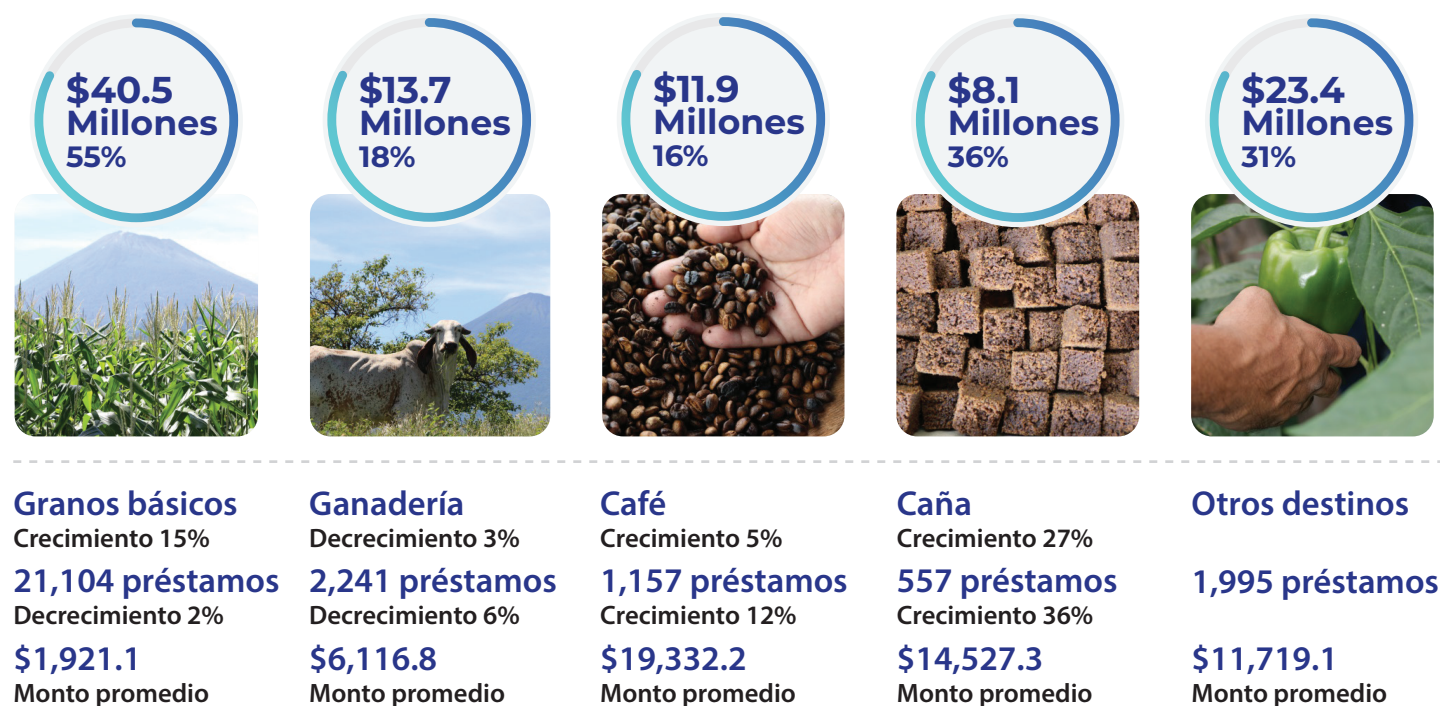 $40.5
Millones
55%
$13.7
Millones
18%
$11.9
Millones
16%
$8.1
Millones
36%
$23.4
Millones
31%
Granos básicos
Crecimiento 15%
21,104 préstamos
Decrecimiento 2%
$1,921.1
Monto promedio
Ganadería
Decrecimiento 3%
2,241 préstamos
Decrecimiento 6%
$6,116.8
Monto promedio
Café
Crecimiento 5%
1,157 préstamos
Crecimiento 12%
$19,332.2
Monto promedio
Caña
Crecimiento 27%
557 préstamos
Crecimiento 36%
$14,527.3
Monto promedio
Otros destinos
1,995 préstamos
$11,719.1
Monto promedio